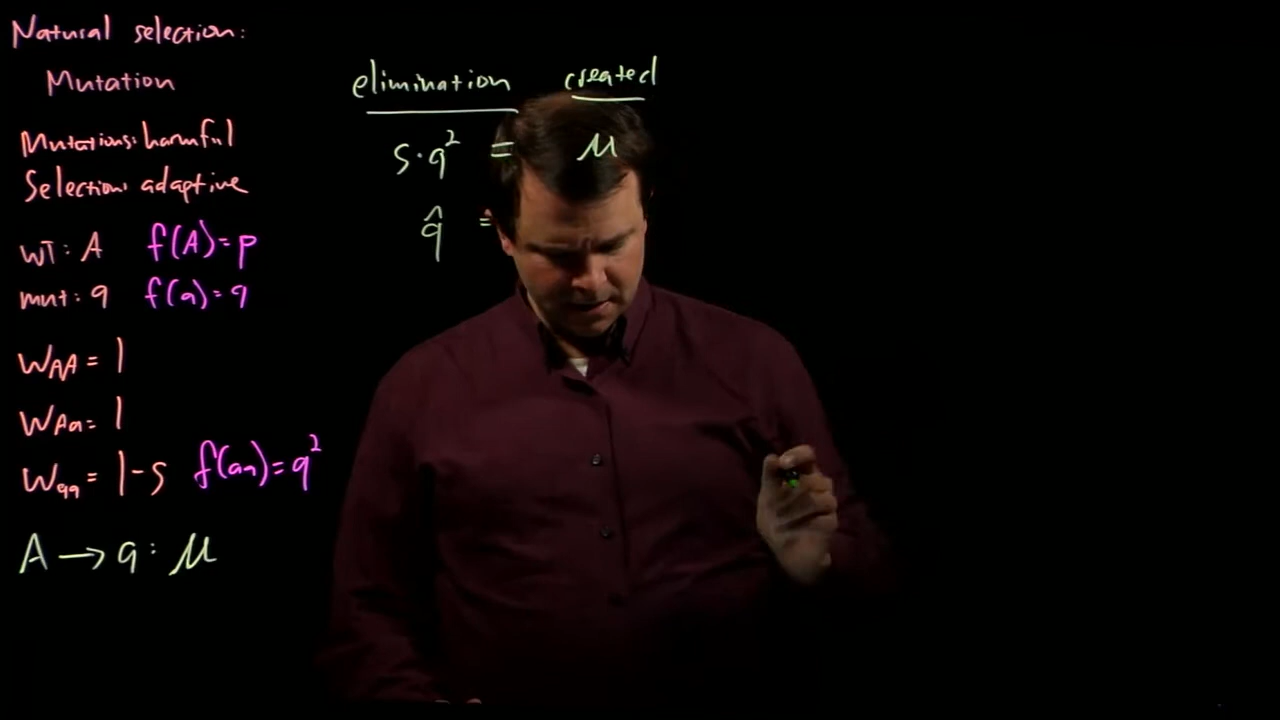 Natural selection:
Mutation
Mutations: harmful
Selection: adaptive
WT: A f(A)=p
mut: a f(a)=q
WAA = 1
WAa = 1
Waa = 1-s f(aa)=q²
A → a : μ
elimination created
s·q² = μ
q̂ =